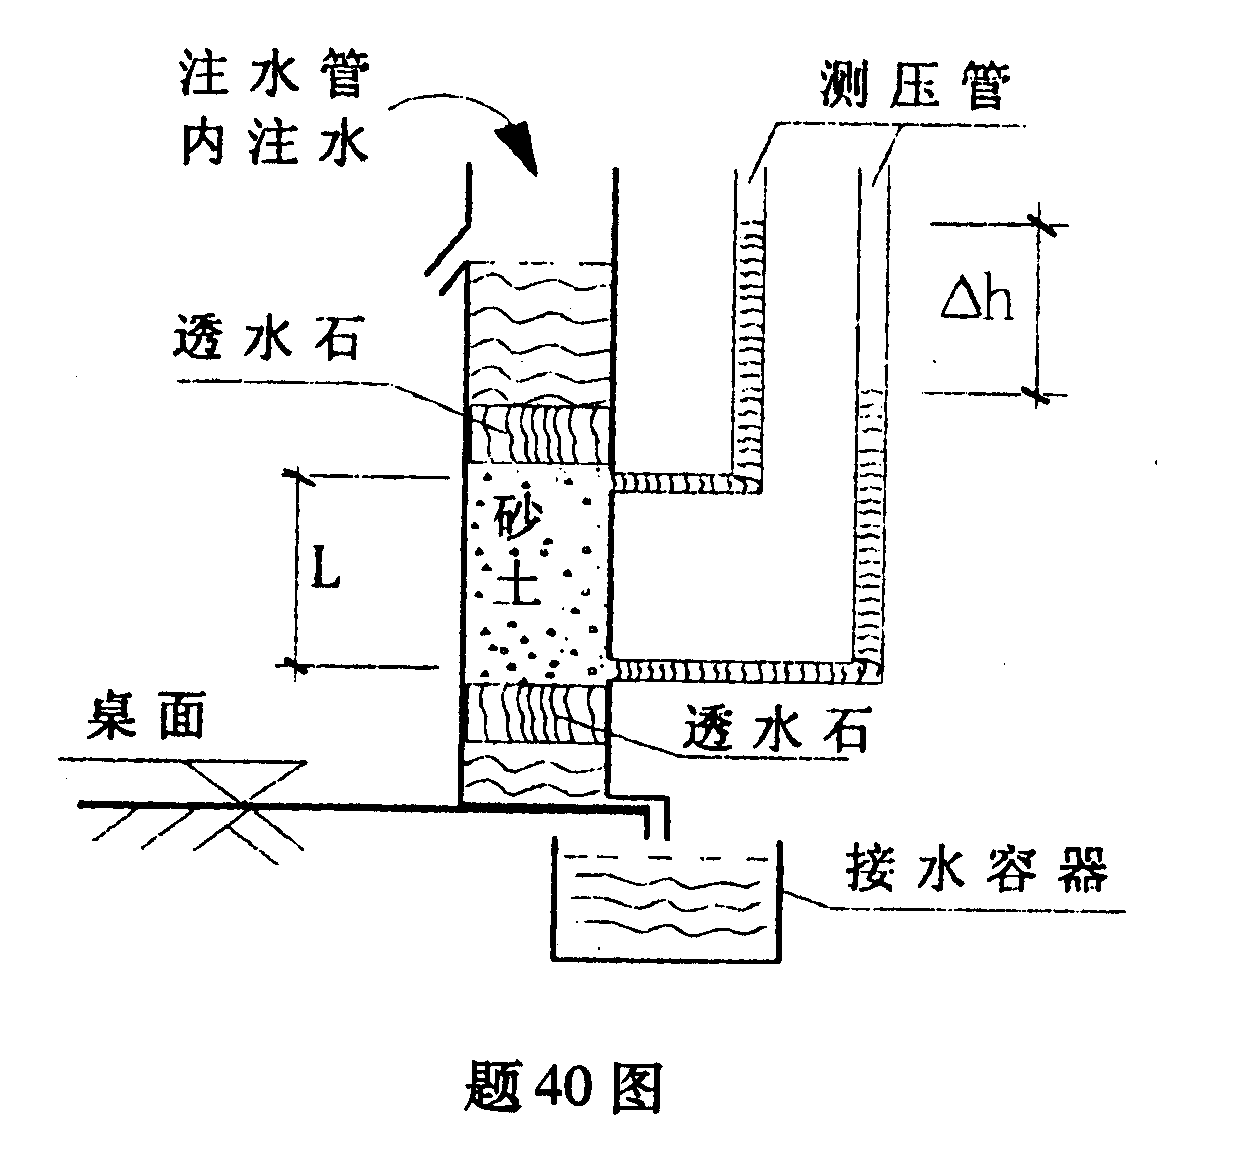 注水管
内注水
测压管
Δh
透水石
砂
土
L
桌面
透水石
接水容器
题40图